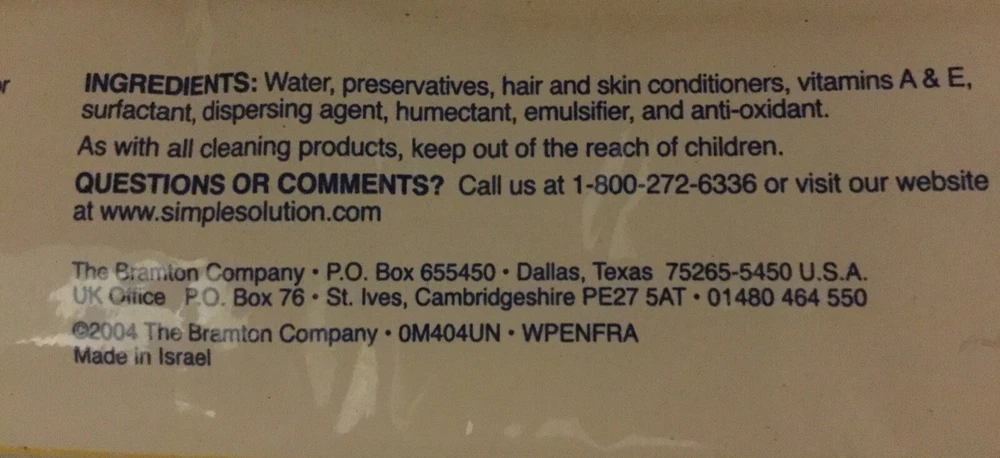 INGREDIENTS: Water, preservatives, hair and skin conditioners, vitamins A & E,
surfactant, dispersing agent, humectant, emulsifier, and anti-oxidant.
As with all cleaning products, keep out of the reach of children.
QUESTIONS OR COMMENTS? Call us at 1-800-272-6336 or visit our website
at www.simplesolution.com
The Bramton Company • P.O. Box 655450 • Dallas, Texas 75265-5450 U.S.A.
UK Office P.O. Box 76 • St. Ives, Cambridgeshire PE27 5AT • 01480 464 550
©2004 The Bramton Company • 0M404UN • WPENFRA
Made in Israel